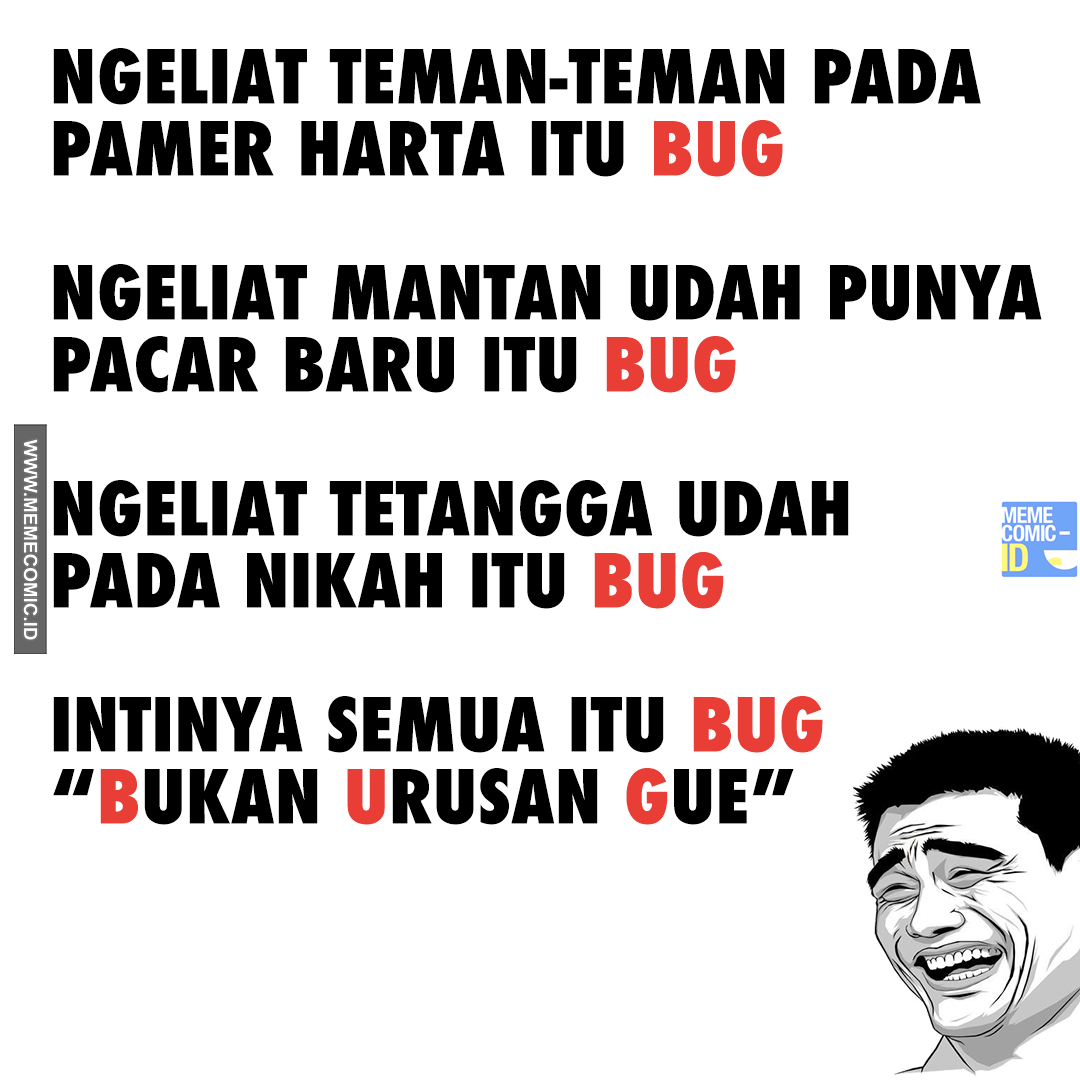 NGELIAT TEMAN-TEMAN PADA
PAMER HARTA ITU BUG
NGELIAT MANTAN UDAH PUNYA
PACAR BARU ITU BUG
NGELIAT TETANGGA UDAH
PADA NIKAH ITU BUG
INTINYA SEMUA ITU BUG
“BUKAN URUSAN GUE”
WWW.MEMECOMIC.ID
MEME
COMIC-
ID